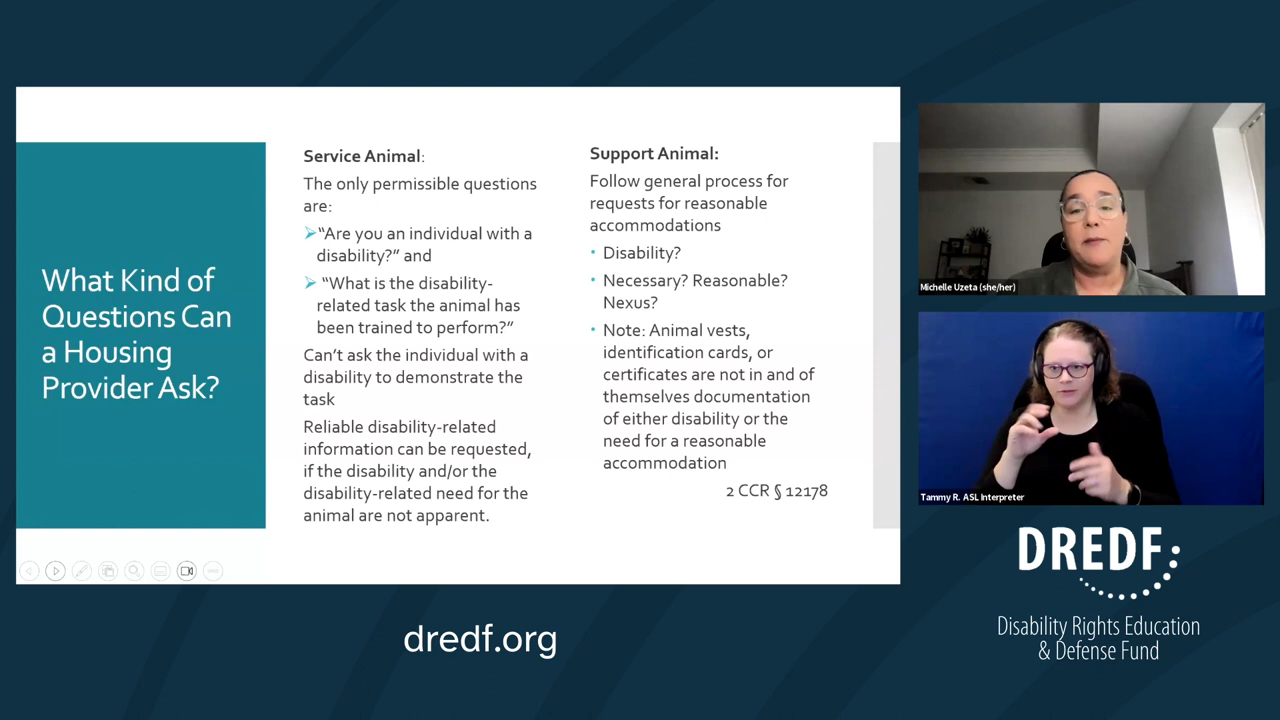 What Kind of
Questions Can
a Housing
Provider Ask?
Service Animal:
The only permissible questions
are:
“Are you an individual with a
disability?” and
“What is the disability-
related task the animal has
been trained to perform?”
Can’t ask the individual with a
disability to demonstrate the
task
Reliable disability-related
information can be requested,
if the disability and/or the
disability-related need for the
animal are not apparent.
Support Animal:
Follow general process for
requests for reasonable
accommodations
• Disability?
• Necessary? Reasonable?
Nexus?
• Note: Animal vests,
identification cards, or
certificates are not in and of
themselves documentation
of either disability or the
need for a reasonable
accommodation
2 CCR § 12178
Michelle Uzeta (she/her)
Tammy R. ASL Interpreter
DREDF
Disability Rights Education
& Defense Fund
dredf.org